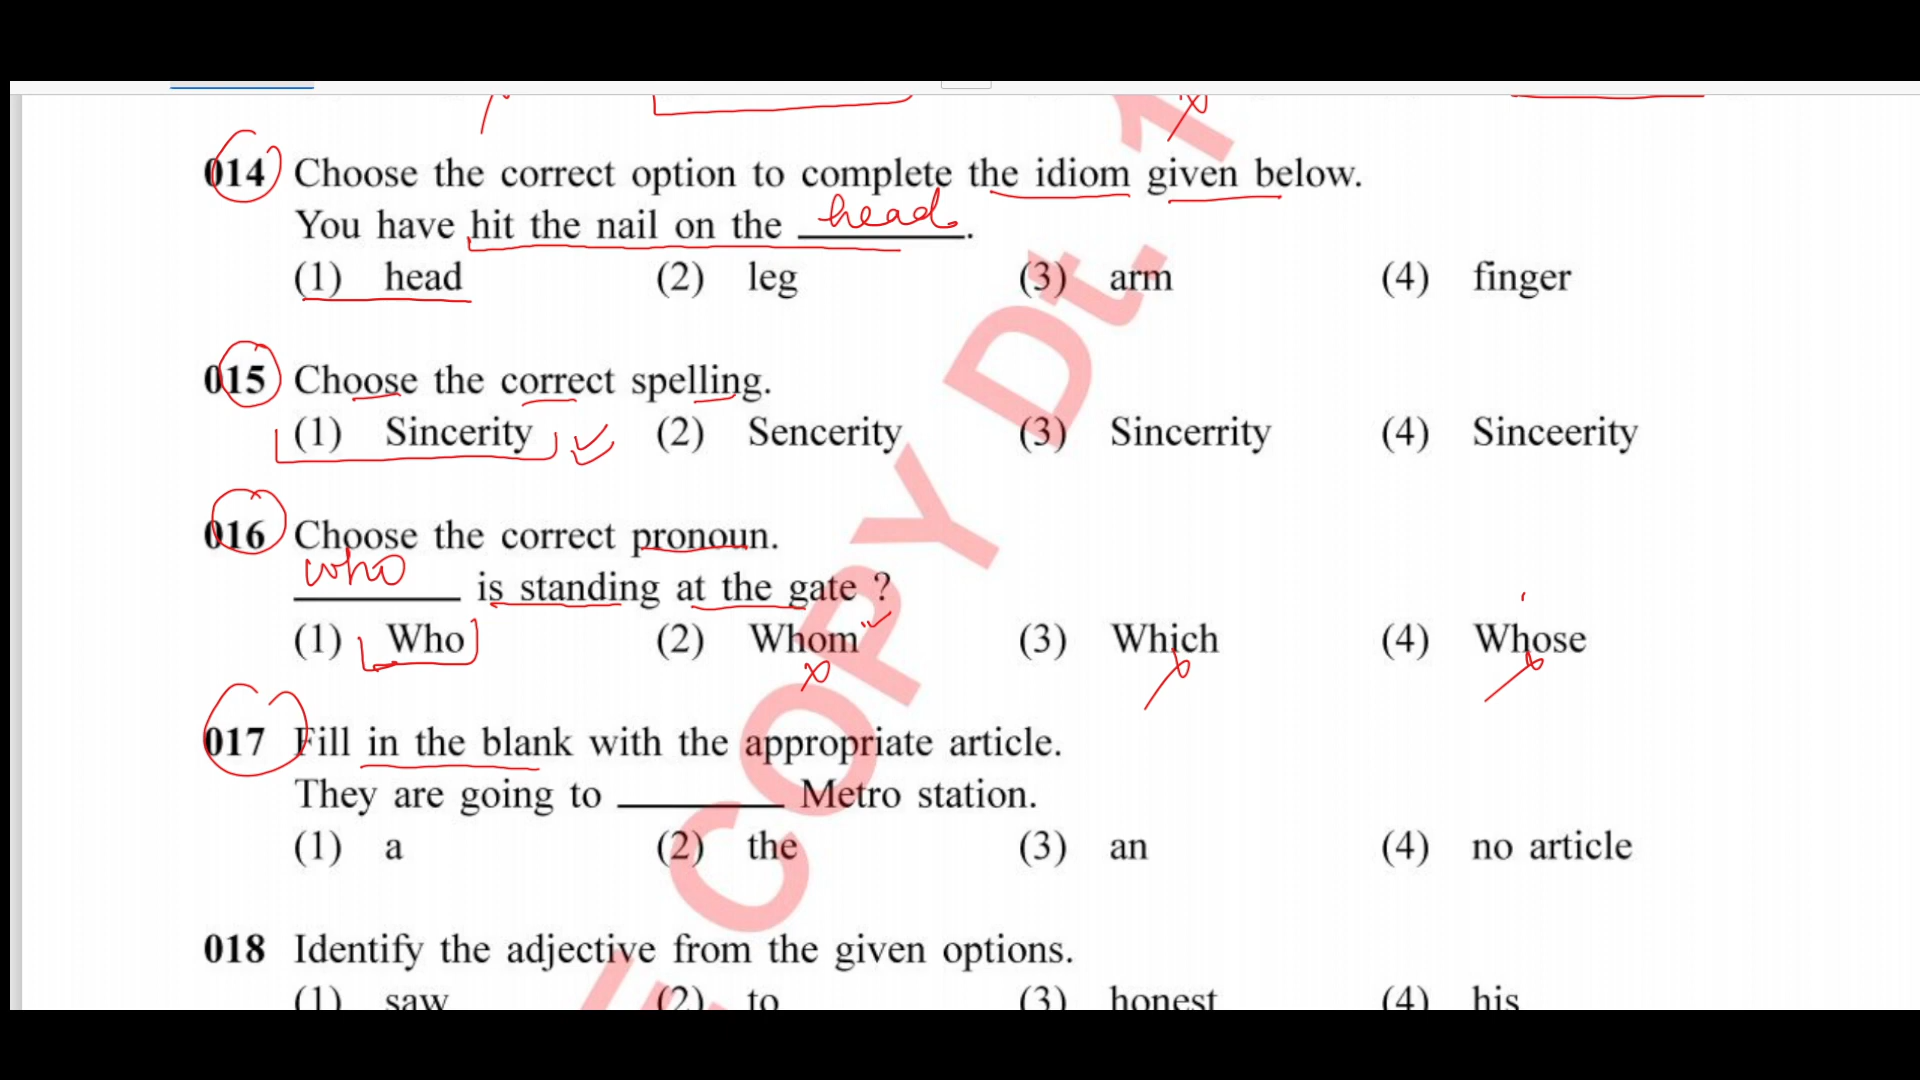 014 Choose the correct option to complete the idiom given below.
You have hit the nail on the head.
(1) head (2) leg (3) arm (4) finger
015 Choose the correct spelling.
(1) Sincerity (2) Sencerity (3) Sincerrity (4) Sinceerity
016 Choose the correct pronoun.
who is standing at the gate ?
(1) Who (2) Whom (3) Which (4) Whose
017 Fill in the blank with the appropriate article.
They are going to ________ Metro station.
(1) a (2) the (3) an (4) no article
018 Identify the adjective from the given options.
(1) saw (2) to (3) honest (4) his
COPY Dt. 1